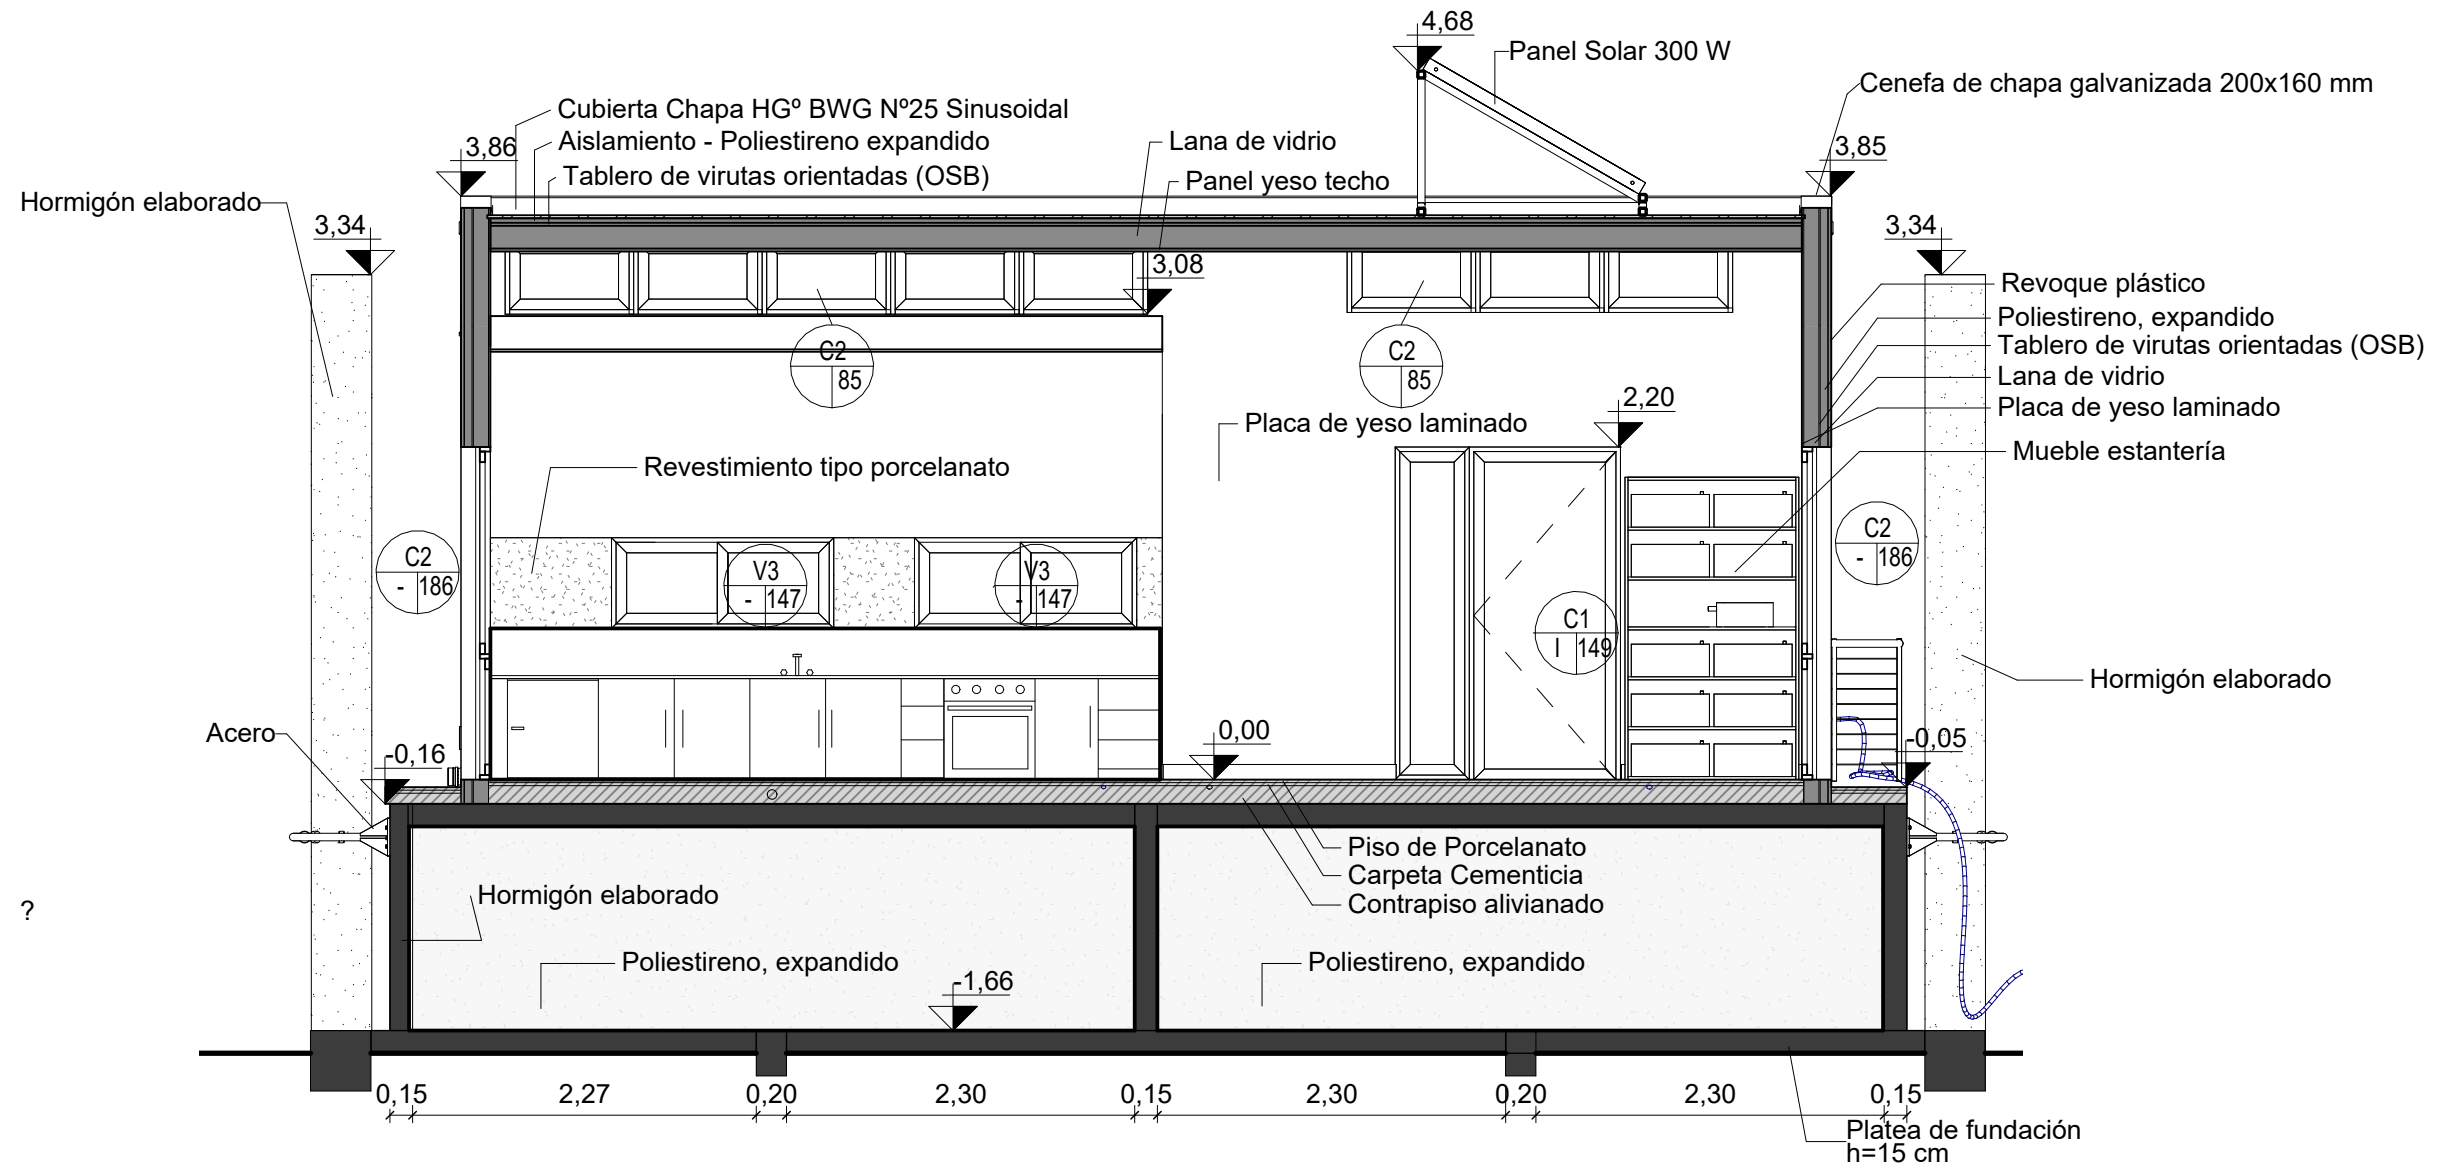 4,68
Panel Solar 300 W
Cenefa de chapa galvanizada 200x160 mm
Cubierta Chapa HGº BWG Nº25 Sinusoidal
Aislamiento - Poliestireno expandido
Lana de vidrio
3,86
3,85
Tablero de virutas orientadas (OSB)
Panel yeso techo
Hormigón elaborado
3,34
3,34
3,08
Revoque plástico
Poliestireno, expandido
Tablero de virutas orientadas (OSB)
Lana de vidrio
Placa de yeso laminado
C2
85
C2
85
2,20
Placa de yeso laminado
Mueble estantería
Revestimiento tipo porcelanato
C2
- 186
V3
- 147
V3
- 147
C2
- 186
C1
I 149
Hormigón elaborado
Acero
-0,16
0,00
-0,05
Piso de Porcelanato
Carpeta Cementicia
Contrapiso alivianado
Hormigón elaborado
?
Poliestireno, expandido
Poliestireno, expandido
-1,66
0,15 2,27 0,20 2,30 0,15 2,30 0,20 2,30 0,15
Platea de fundación
h=15 cm